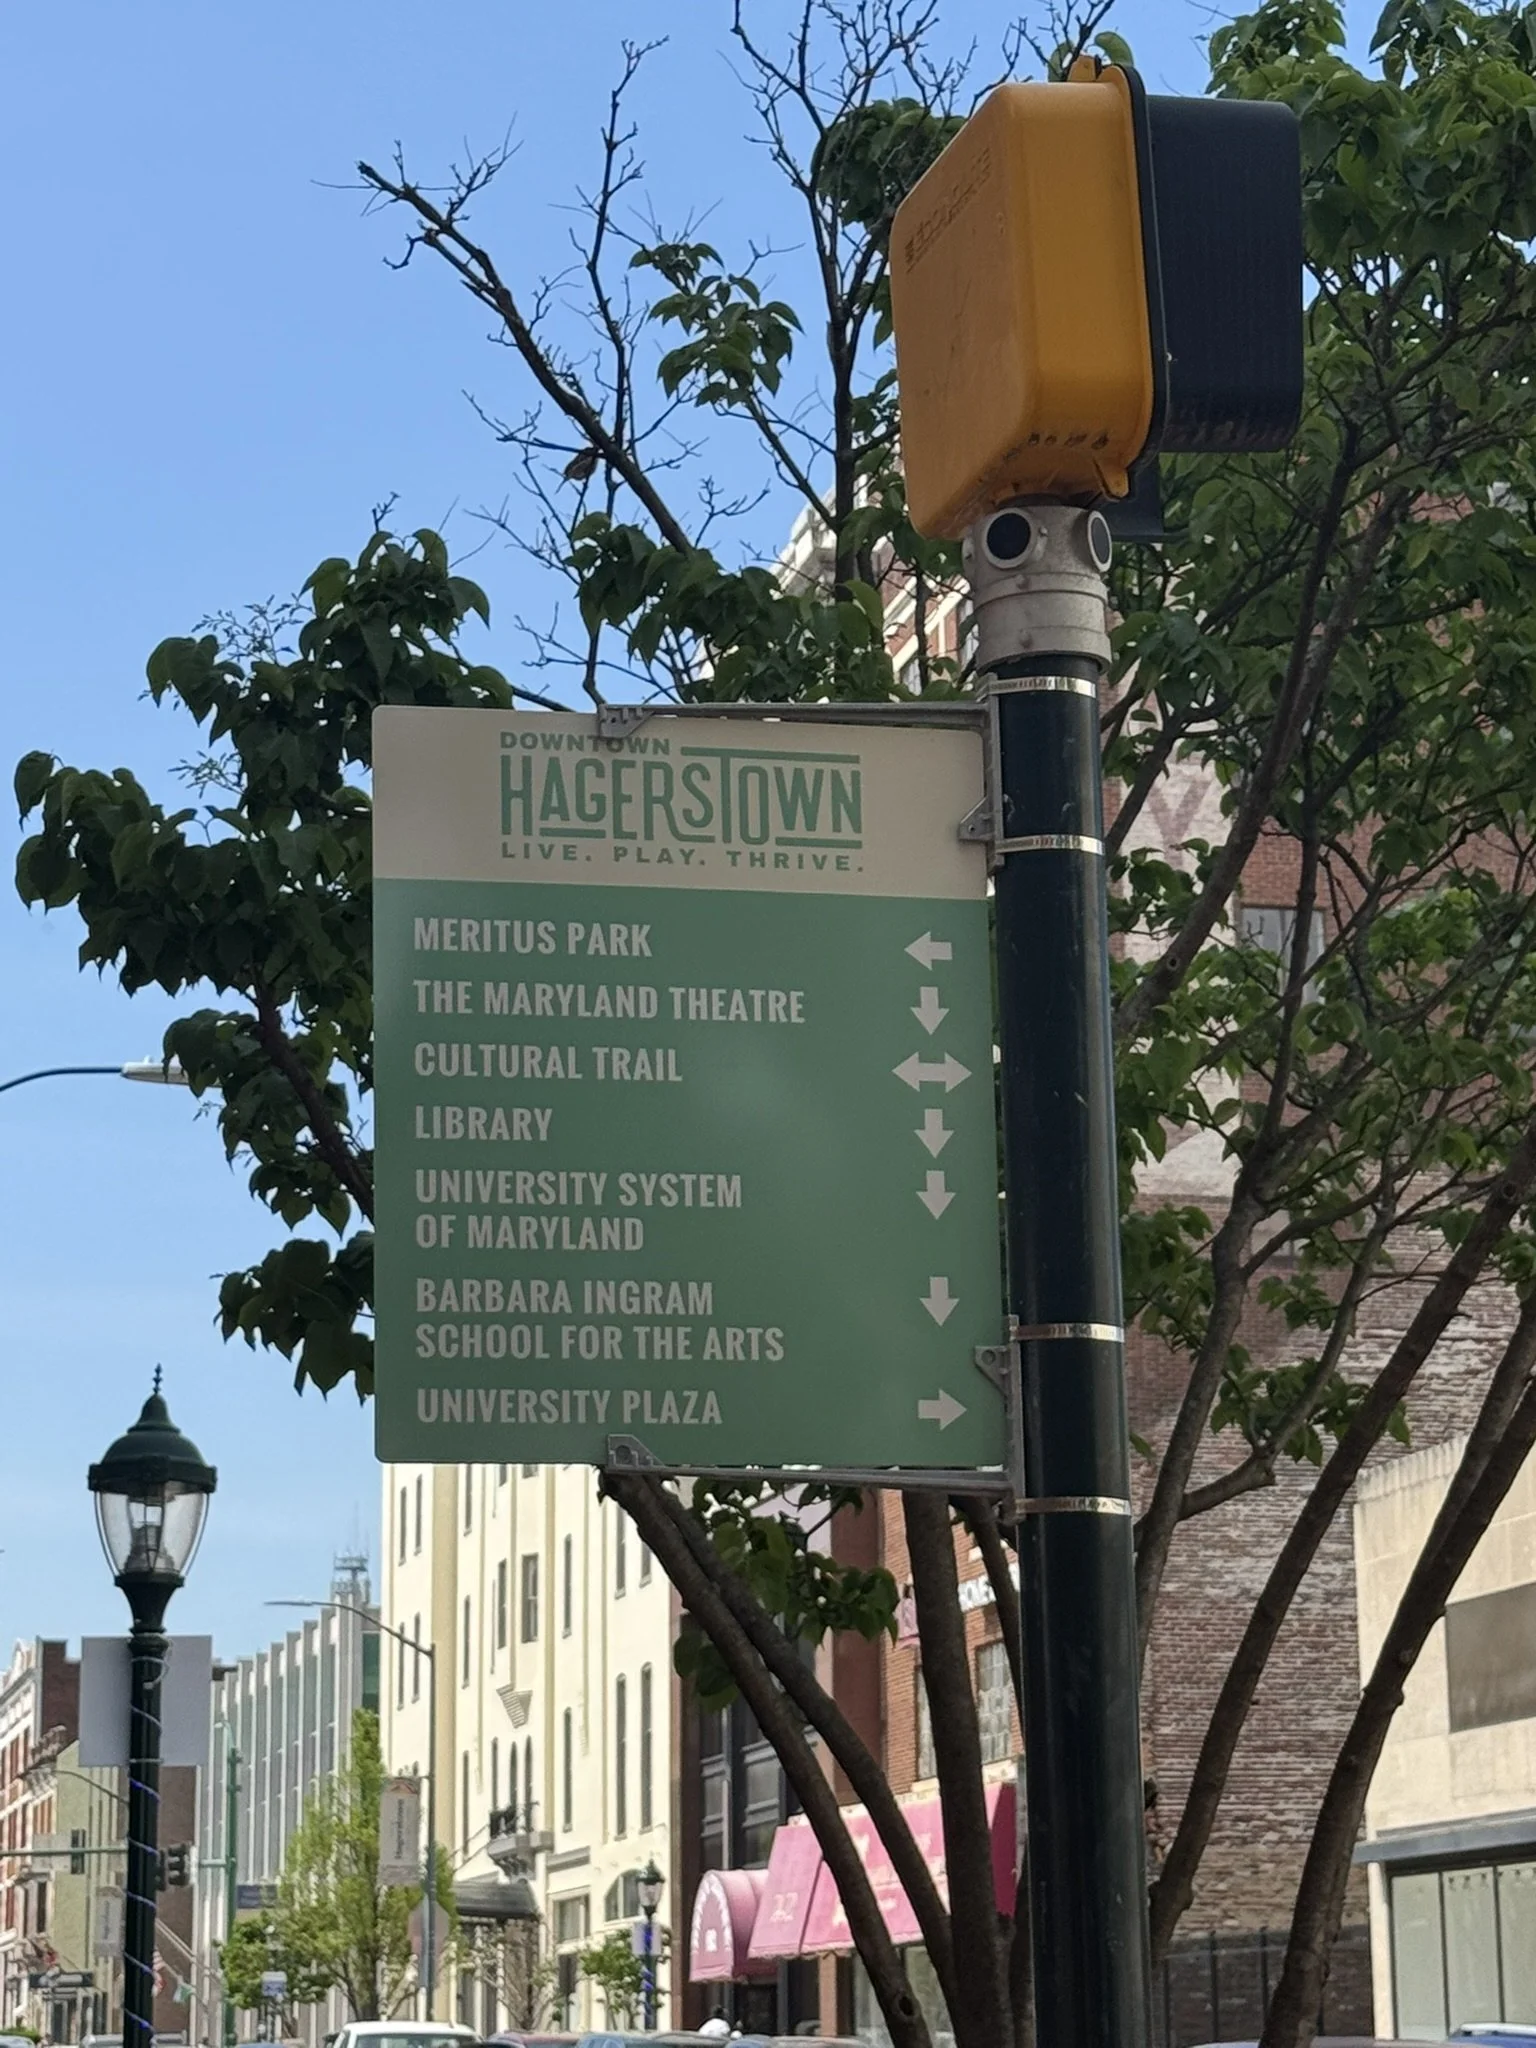 DOWNTOWN
HAGERSTOWN
LIVE. PLAY. THRIVE.
MERITUS PARK
THE MARYLAND THEATRE
CULTURAL TRAIL
LIBRARY
UNIVERSITY SYSTEM
OF MARYLAND
BARBARA INGRAM
SCHOOL FOR THE ARTS
UNIVERSITY PLAZA
22